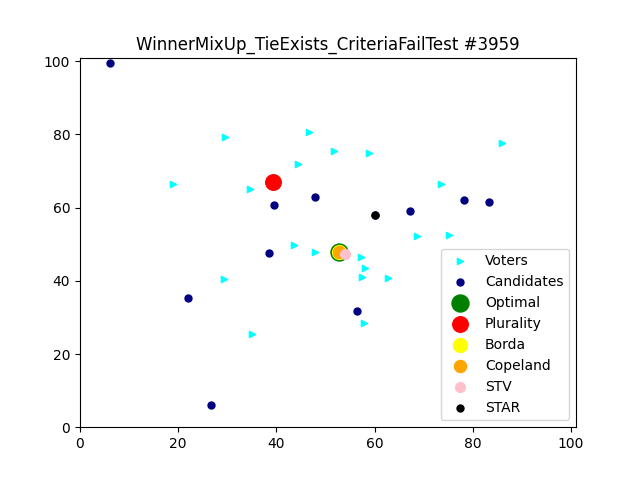 WinnerMixUp_TieExists_CriteriaFailTest #3959
100
80
60
40
20
0
0 20 40 60 80 100
Voters
Candidates
Optimal
Plurality
Borda
Copeland
STV
STAR